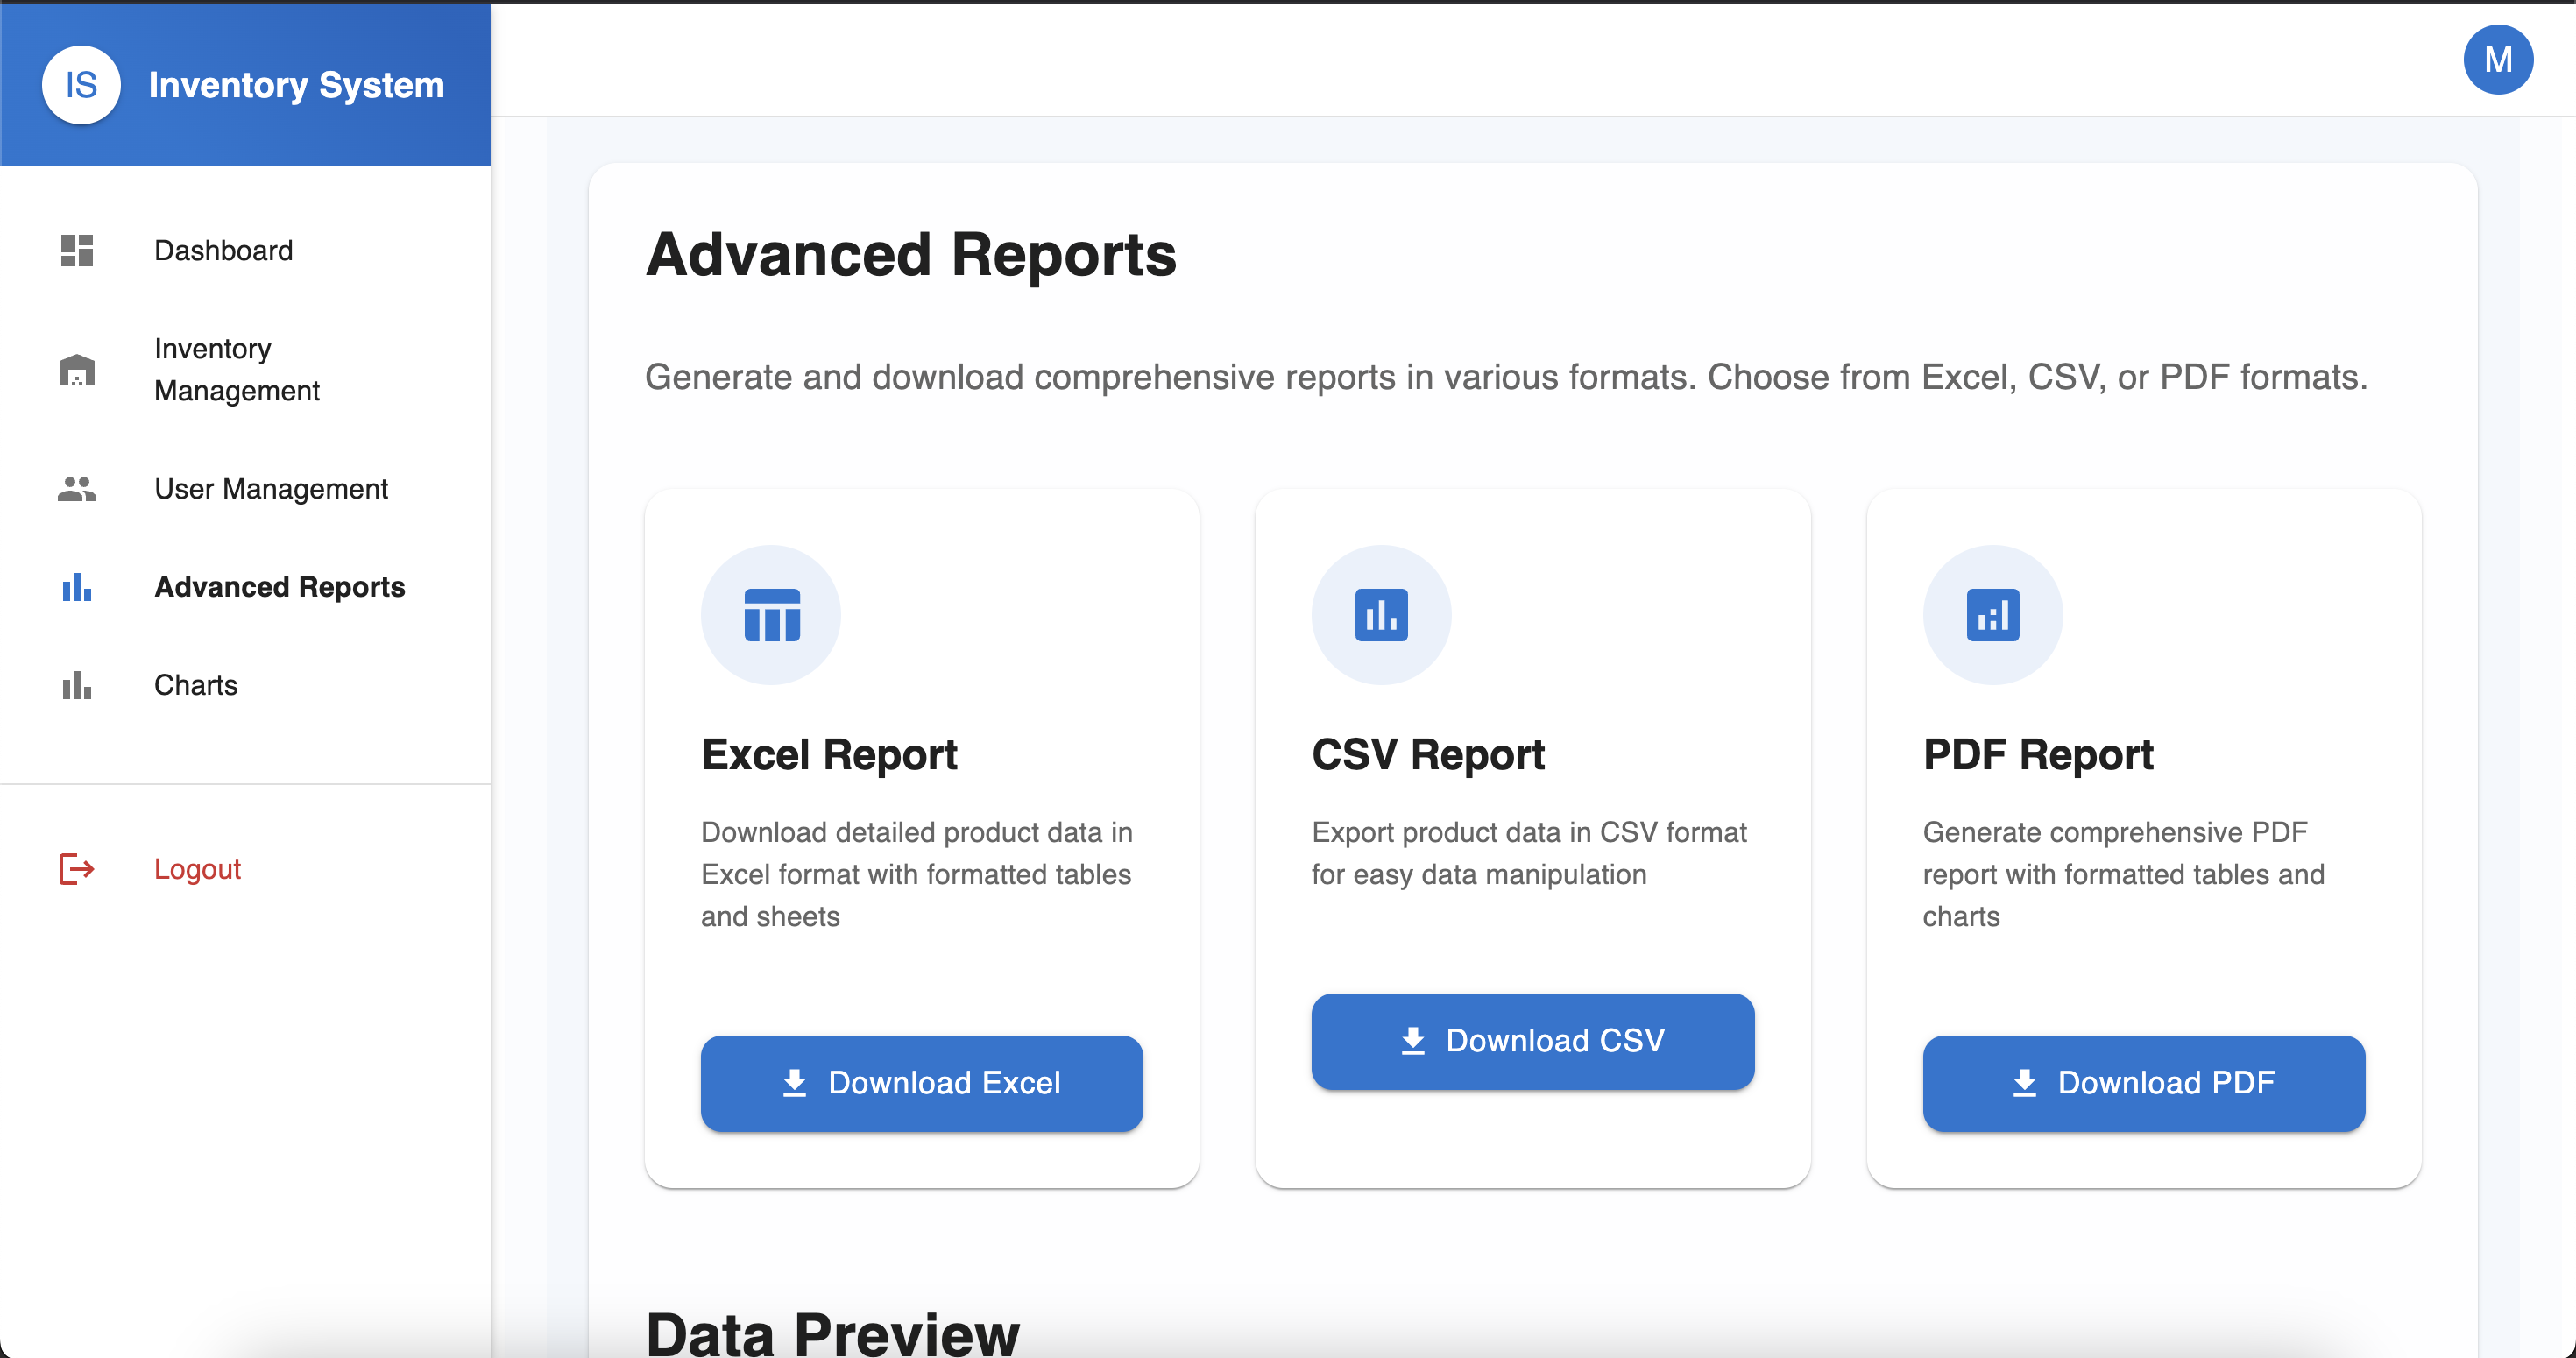 IS
Inventory System
M
Dashboard
Inventory
Management
User Management
Advanced Reports
Charts
Logout
Advanced Reports
Generate and download comprehensive reports in various formats. Choose from Excel, CSV, or PDF formats.
Excel Report
Download detailed product data in
Excel format with formatted tables
and sheets
Download Excel
CSV Report
Export product data in CSV format
for easy data manipulation
Download CSV
PDF Report
Generate comprehensive PDF
report with formatted tables and
charts
Download PDF
Data Preview